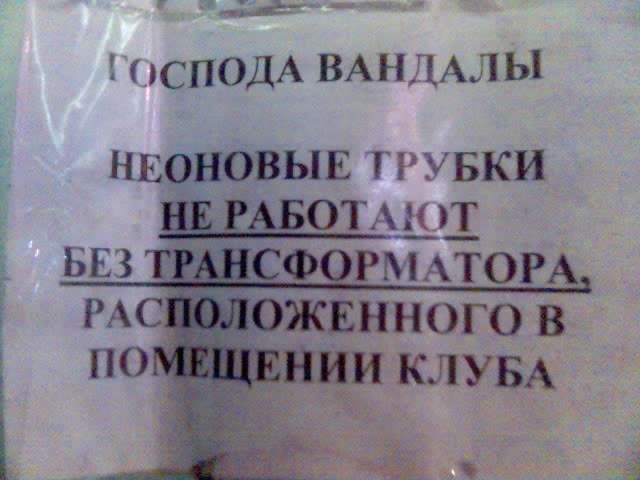 ГОСПОДА ВАНДАЛЫ
НЕОНОВЫЕ ТРУБКИ
НЕ РАБОТАЮТ
БЕЗ ТРАНСФОРМАТОРА,
РАСПОЛОЖЕННОГО В
ПОМЕЩЕНИИ КЛУБА